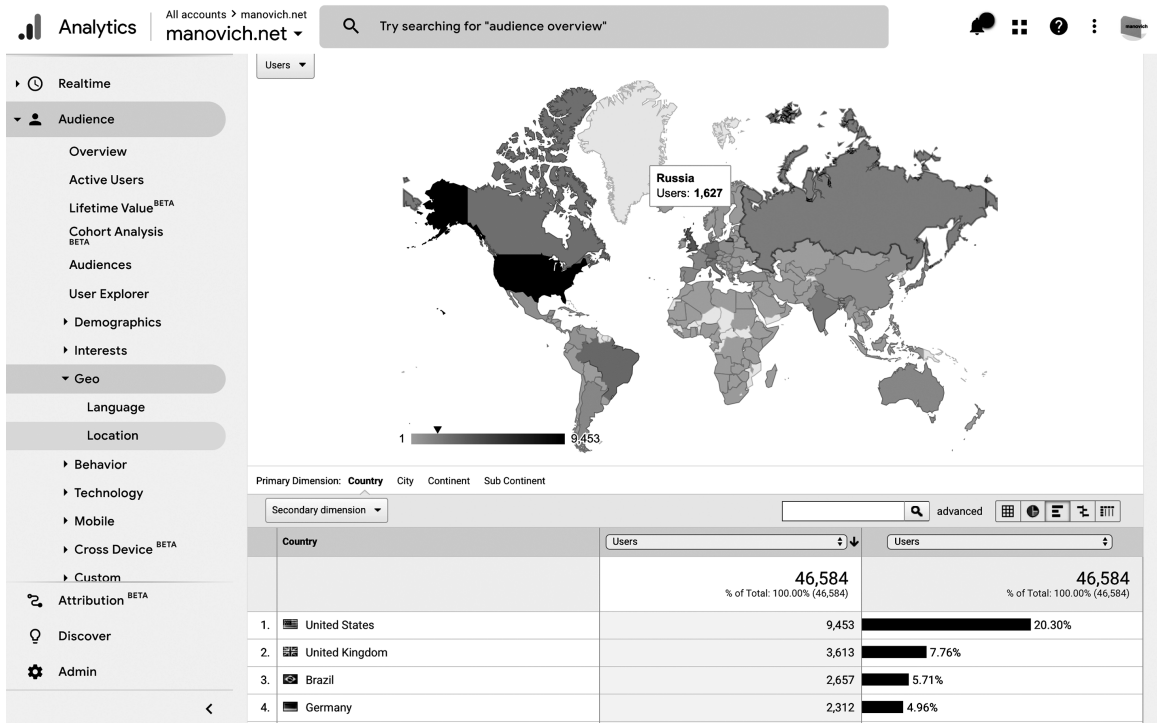 Analytics
All accounts > manovich.net
manovich.net
Try searching for "audience overview"
manovich
Realtime
Audience
Overview
Active Users
Lifetime Value BETA
Cohort Analysis
BETA
Audiences
User Explorer
Demographics
Interests
Geo
Language
Location
Behavior
Technology
Mobile
Cross Device BETA
Custom
Attribution BETA
Discover
Admin
Users
Russia
Users: 1,627
1
9,453
Primary Dimension: Country City Continent Sub Continent
Secondary dimension
advanced
Country Users Users
46,584 46,584
% of Total: 100.00% (46,584) % of Total: 100.00% (46,584)
1. United States 9,453 20.30%
2. United Kingdom 3,613 7.76%
3. Brazil 2,657 5.71%
4. Germany 2,312 4.96%